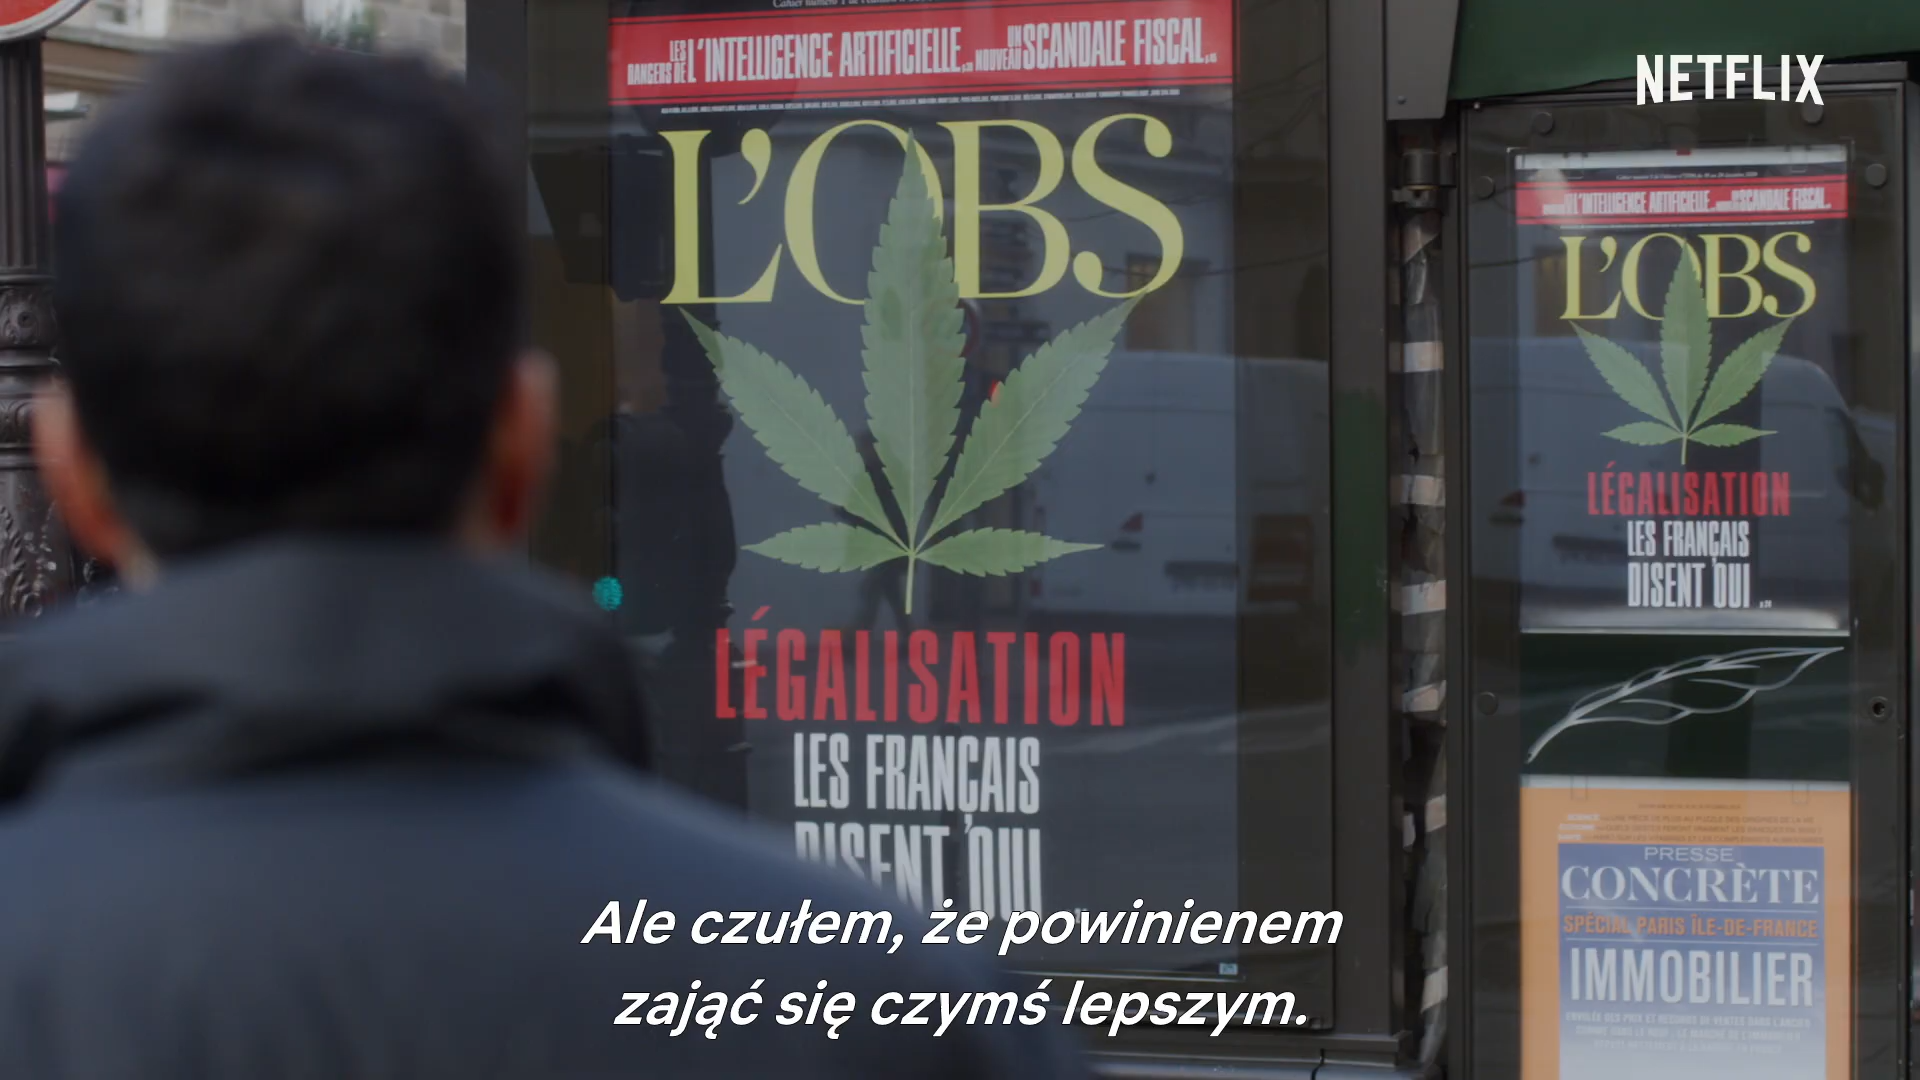 LES DANGERS DE L'INTELLIGENCE ARTIFICIELLE UN NOUVEAU SCANDALE FISCAL
L'OBS
LÉGALISATION
LES FRANÇAIS
DISENT OUI
NETFLIX
L'INTELLIGENCE ARTIFICIELLE SCANDALE FISCAL
L'OBS
LÉGALISATION
LES FRANÇAIS
DISENT OUI
PRESSE
CONCRÈTE
SPÉCIAL PARIS ÎLE-DE-FRANCE
IMMOBILIER
Ale czułem, że powinienem
zająć się czymś lepszym.